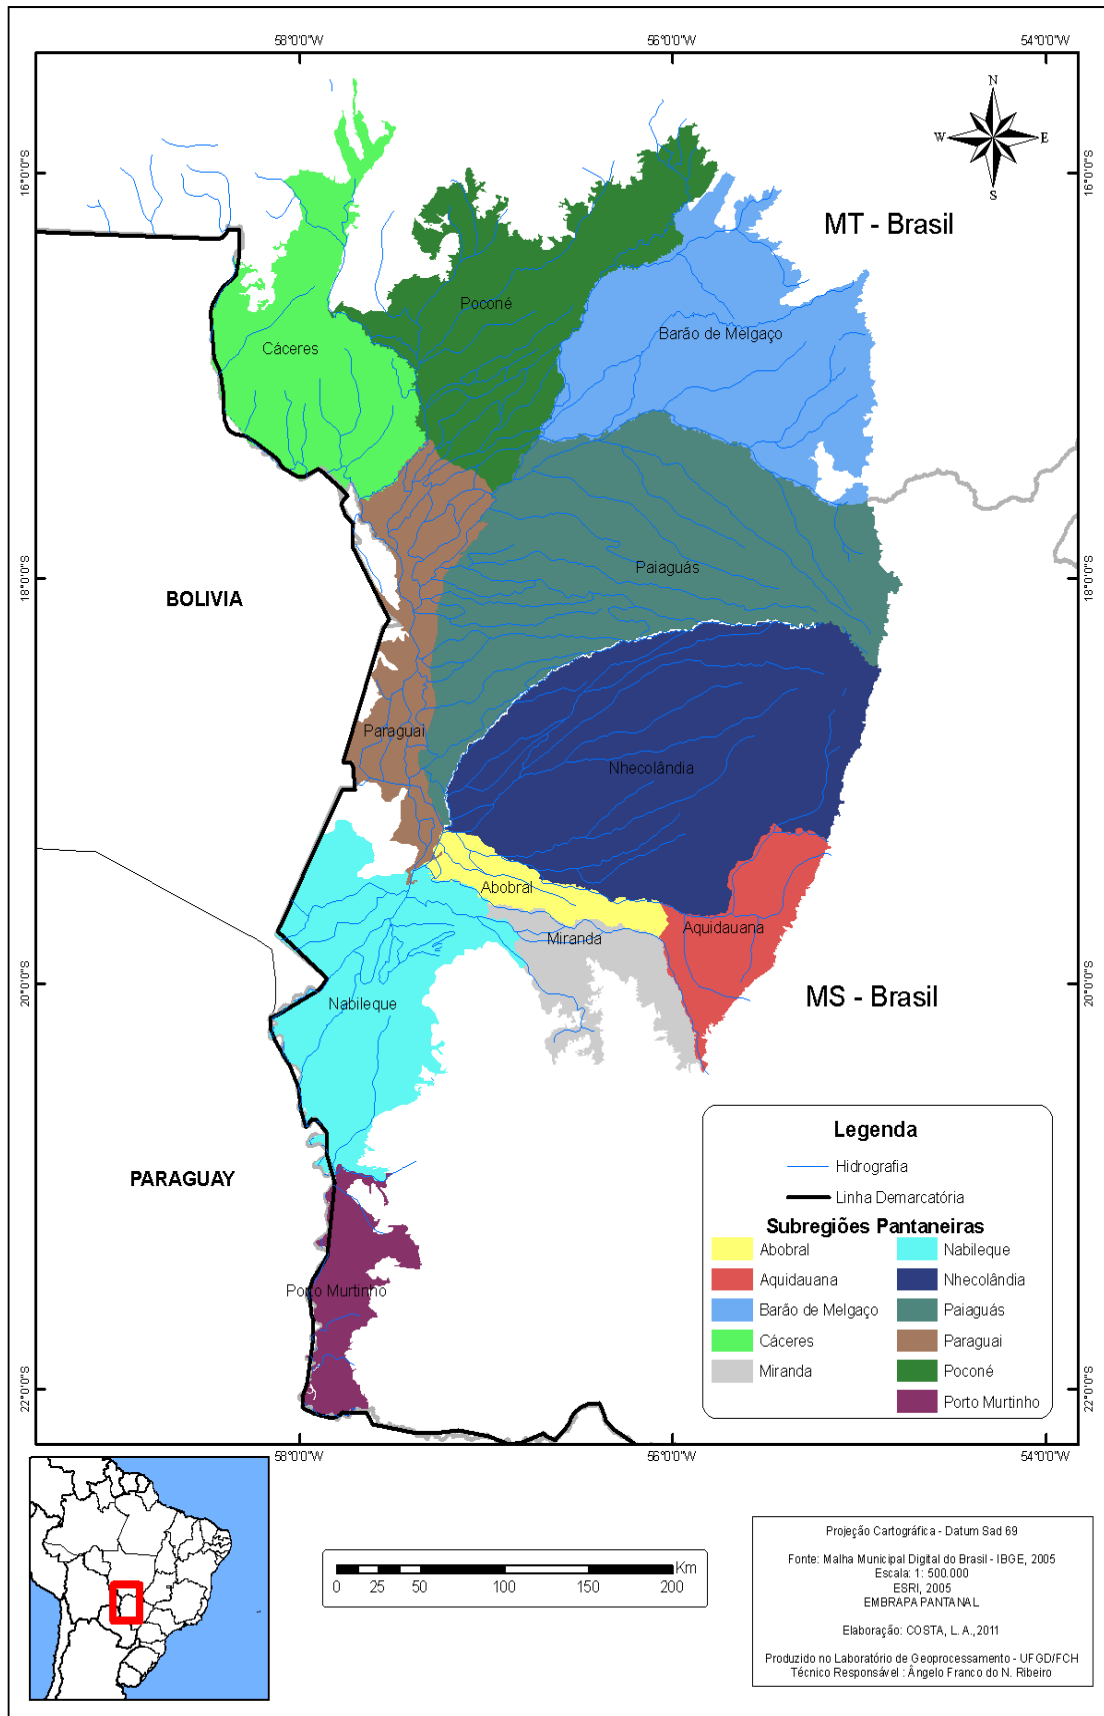 58°0'0"W 56°0'0"W 54°0'0"W
N
W E
S
16°0'0"S 16°0'0"S
MT - Brasil
Poconé
Barão de Melgaço
Cáceres
Paiaguás
18°0'0"S 18°0'0"S
BOLIVIA
Paraguai
Nhecolândia
Abobral
Aquidauana
Miranda
20°0'0"S 20°0'0"S
MS - Brasil
Nabileque
PARAGUAY
Porto Murtinho
22°0'0"S 22°0'0"S
Legenda
Hidrografia
Linha Demarcatória
Subregiões Pantaneiras
Abobral
Aquidauana
Barão de Melgaço
Cáceres
Miranda
Nabileque
Nhecolândia
Paiaguás
Paraguai
Poconé
Porto Murtinho
58°0'0"W 56°0'0"W 54°0'0"W
Km
0 25 50 100 150 200
Projeção Cartográfica - Datum Sad 69
Fonte: Malha Municipal Digital do Brasil - IBGE, 2005
Escala: 1: 500.000
ESRI, 2005
EMBRAPA PANTANAL
Elaboração: COSTA, L. A.,2011
Produzido no Laboratório de Geoprocessamento - UFGD/FCH
Técnico Responsável : Ângelo Franco do N. Ribeiro